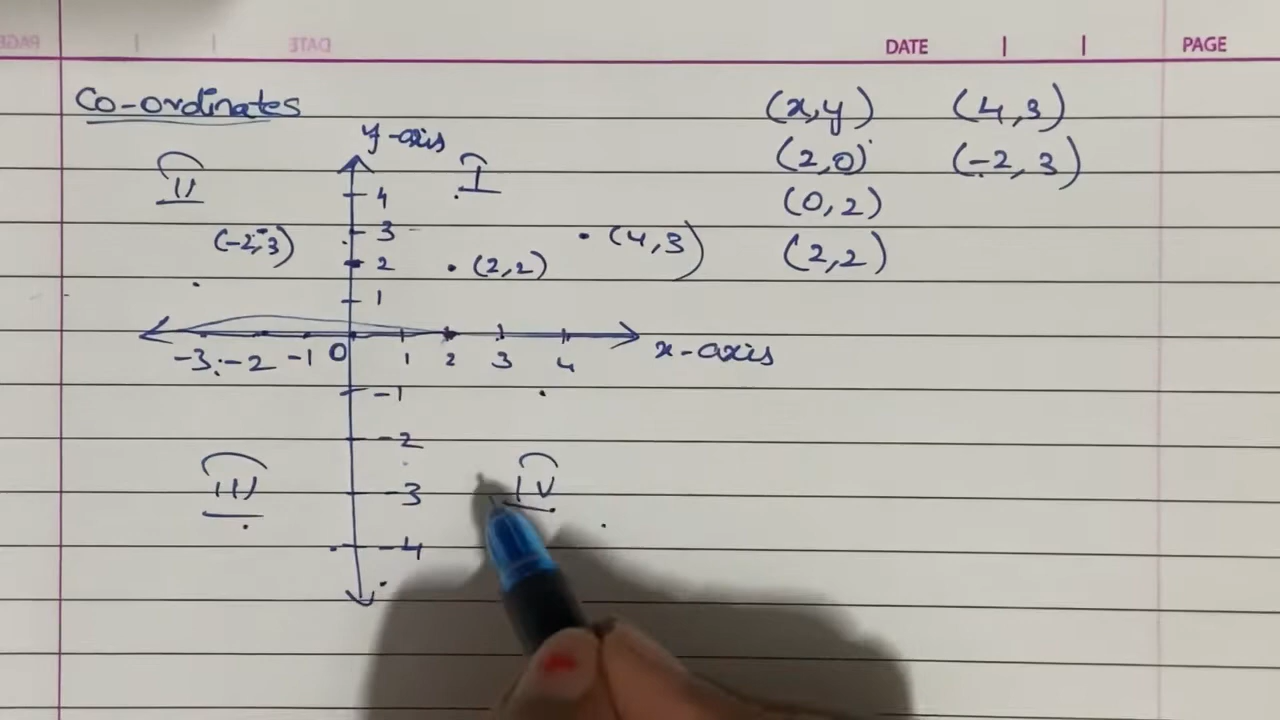 PAGE DATE DATE PAGE
Co-ordinates
y-axis
(x,y) (4,3)
(2,0) (-2,3)
(0,2)
(2,2)
II I
4
(-2,3) 3 (4,3)
2 (2,2)
1
-3 -2 -1 0 1 2 3 4 x-axis
-1
-2
III -3 IV
-4